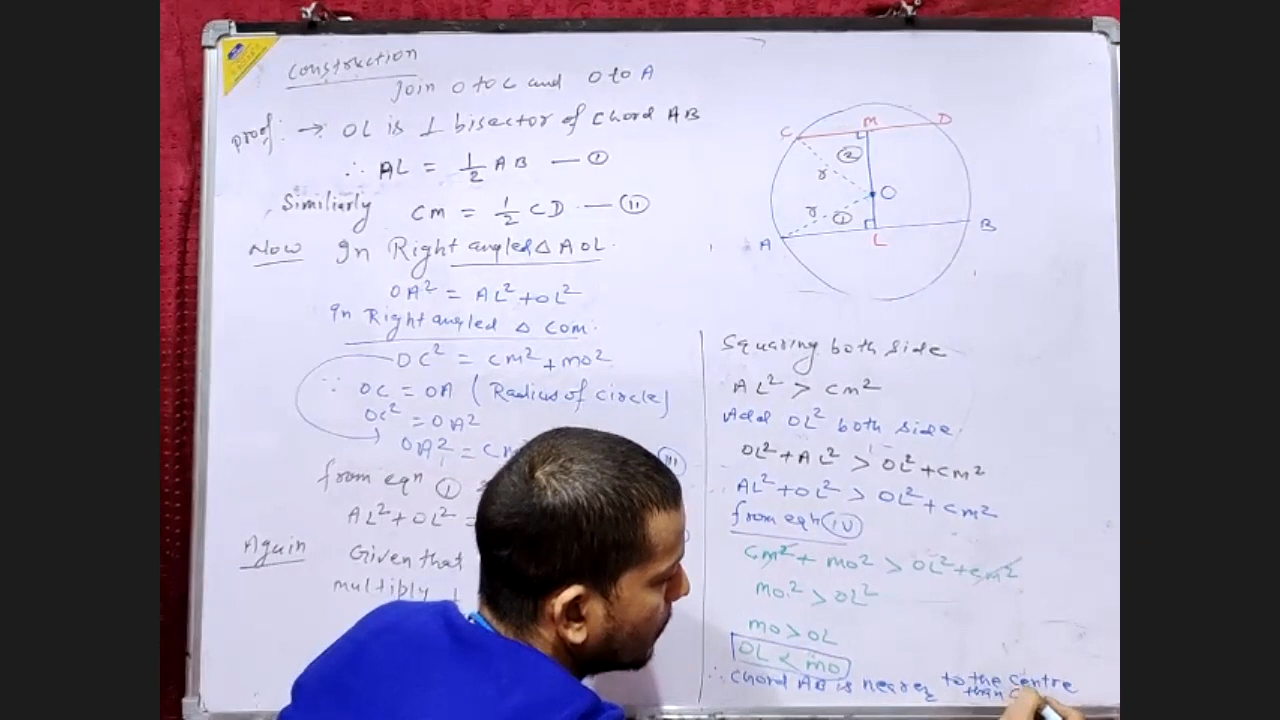 Construction
Join O to C and O to A
Proof: → OL is ⊥ bisector of chord AB
∴ AL = 1/2 AB — (I)
Similiarly CM = 1/2 CD — (II)
Now In Right angled Δ AOL.
OA² = AL² + OL²
In Right angled Δ COM.
OC² = CM² + MO²
∵ OC = OA (Radius of circle)
OC² = OA²
OA² = CM (III)
from eqn (I)
AL² + OL² =
Again Given that
multiply
C M D
(2)
r
O
r (1)
A L B
Squaring both side
AL² > CM²
Add OL² both side.
OL² + AL² > OL² + CM²
AL² + OL² > OL² + CM²
from eqn (IV)
CM² + MO² > OL² + CM²
MO² > OL²
MO > OL
OL < MO
∴ Chord AB is nearer to the centre
than C